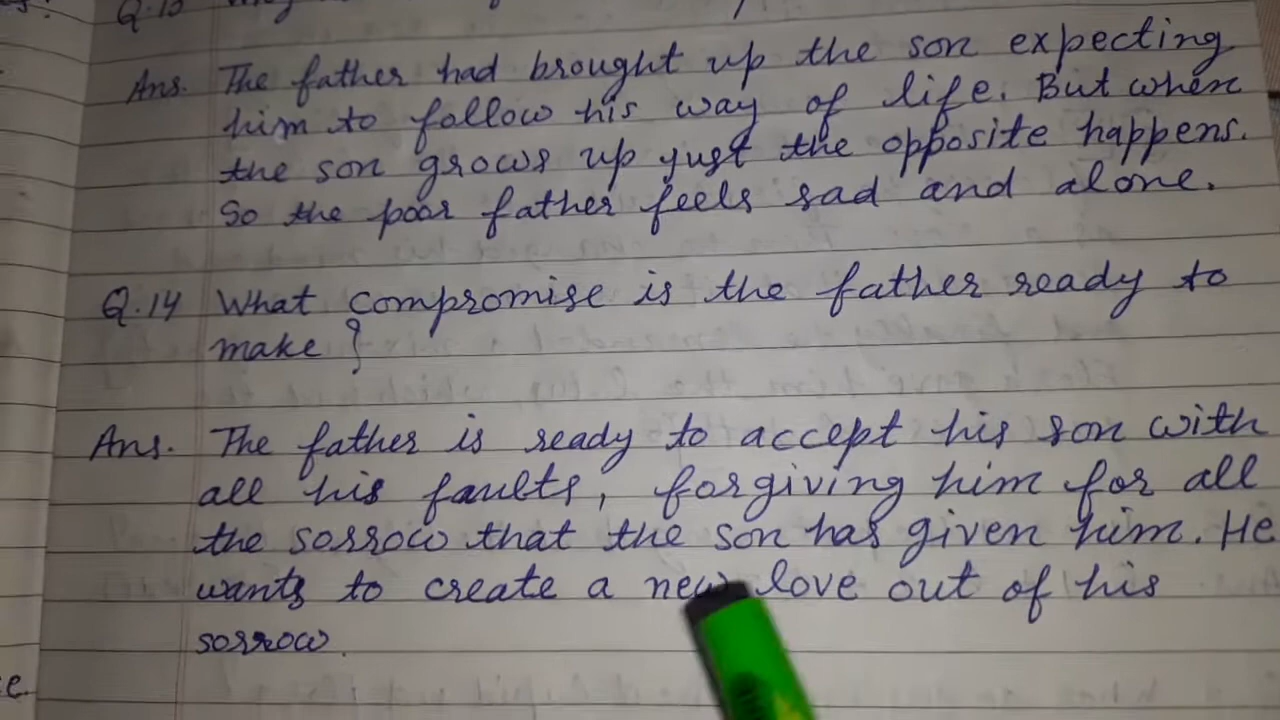 Q.13
Ans. The father had brought up the son expecting
him to follow his way of life. But when
the son grows up just the opposite happens.
So the poor father feels sad and alone.
Q.14 What compromise is the father ready to
make ?
Ans. The father is ready to accept his son with
all his faults, forgiving him for all
the sorrow that the son has given him. He
wants to create a new love out of his
sorrow.
e.